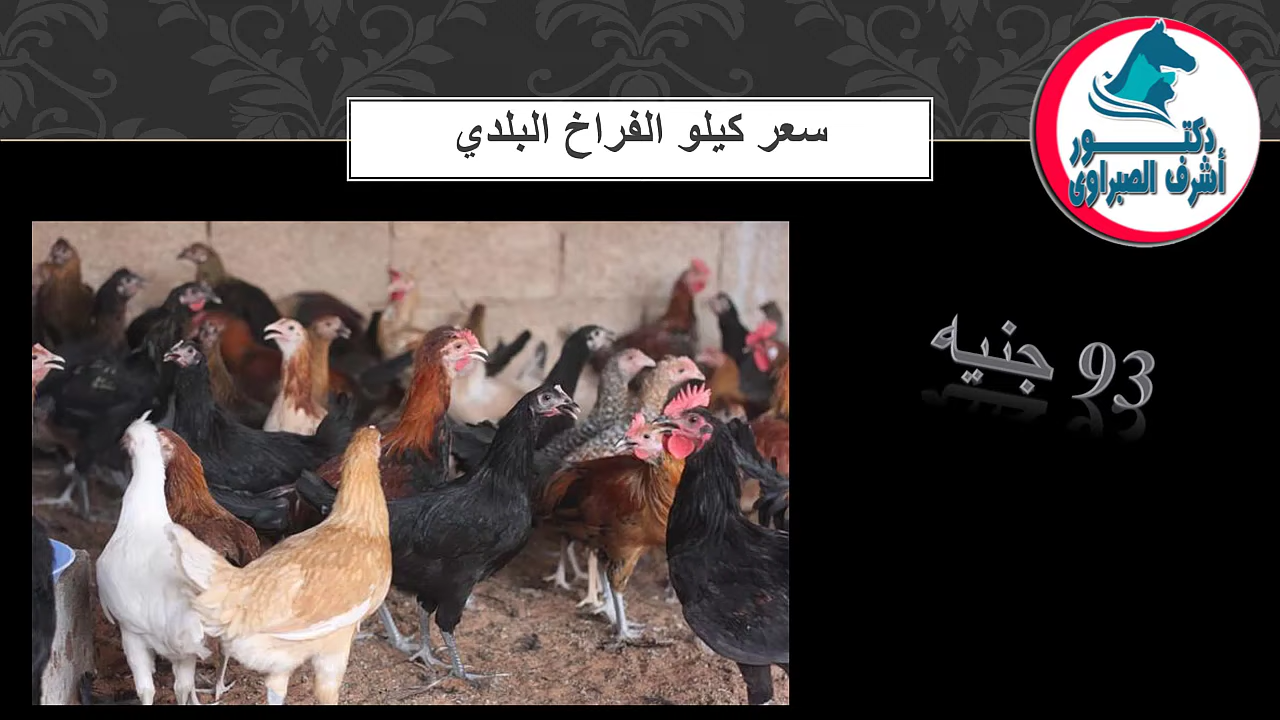 سعر كيلو الفراخ البلدي
دكتور
أشرف الصبراوى
93 جنيه